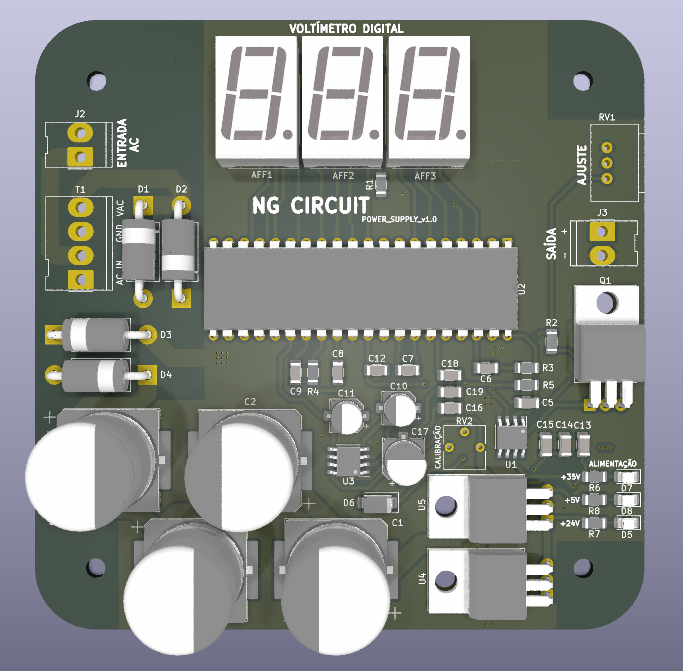 VOLTÍMETRO DIGITAL
AFF1
AFF2
AFF3
J2
ENTRADA
AC
RV1
AJUSTE
R1
NG CIRCUIT
POWER_SUPPLY_v1.0
T1
VAC
GND
AC IN
D1
D2
J3
SAÍDA
+
-
U2
Q1
R2
D3
D4
C9
R4
C8
C12
C7
C18
C6
R3
R5
C19
C5
C16
C2
+
C11
C10
C17
RV2
CALIBRAÇÃO
U1
C15
C14
C13
U3
ALIMENTAÇÃO
+35V
R6
D7
+5V
R8
D8
+24V
R7
D5
D6
C1
U5
U4
+
+
+